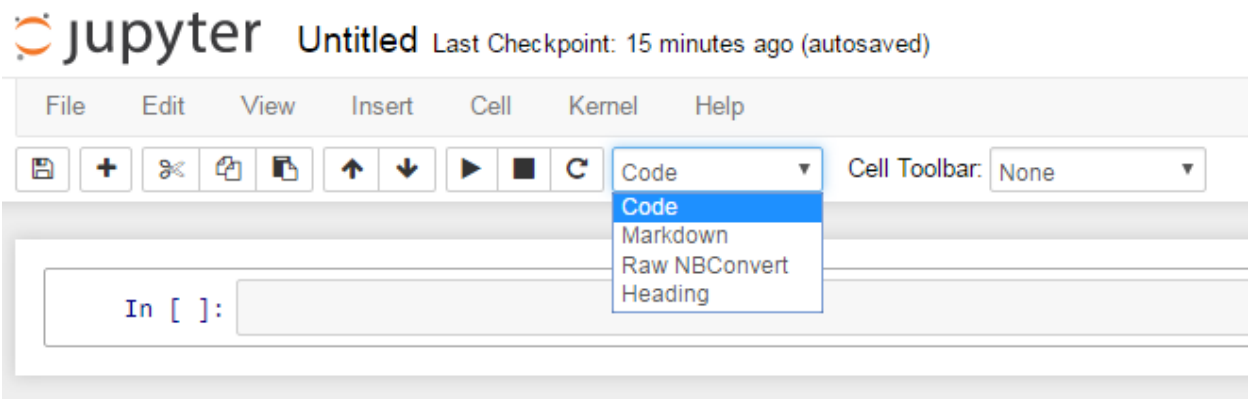 jupyter Untitled Last Checkpoint: 15 minutes ago (autosaved)
File Edit View Insert Cell Kernel Help
Code Cell Toolbar: None
Code
Markdown
Raw NBConvert
Heading
In [ ]: